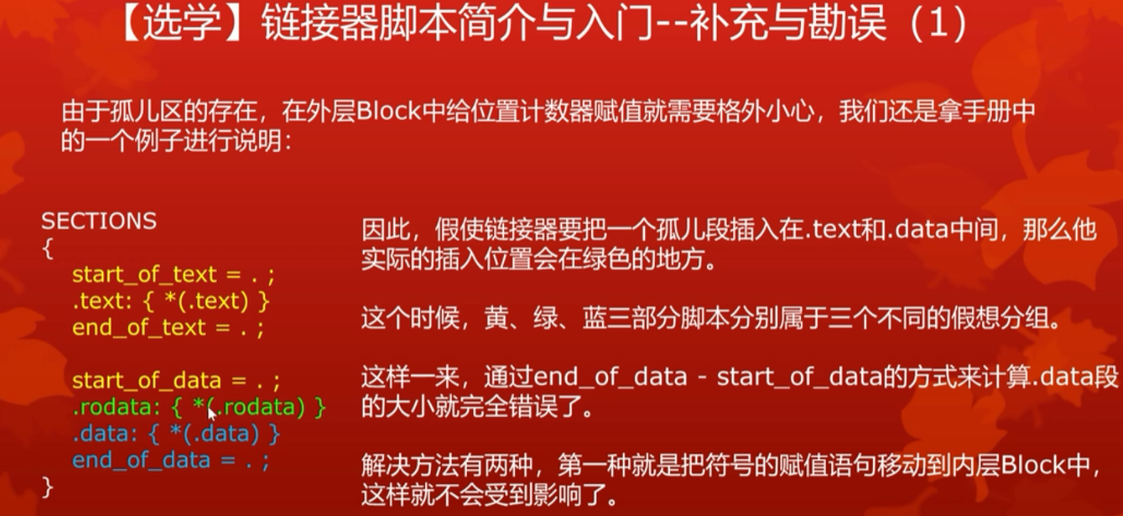 【选学】链接器脚本简介与入门--补充与勘误（1）
由于孤儿区的存在，在外层Block中给位置计数器赋值就需要格外小心，我们还是拿手册中
的一个例子进行说明：
SECTIONS
{
start_of_text = . ;
.text: { *(.text) }
end_of_text = . ;
start_of_data = . ;
.rodata: { *(.rodata) }
.data: { *(.data) }
end_of_data = . ;
}
因此，假使链接器要把一个孤儿段插入在.text和.data中间，那么他
实际的插入位置会在绿色的地方。
这个时候，黄、绿、蓝三部分脚本分别属于三个不同的假想分组。
这样一来，通过end_of_data - start_of_data的方式来计算.data段
的大小就完全错误了。
解决方法有两种，第一种就是把符号的赋值语句移动到内层Block中，
这样就不会受到影响了。